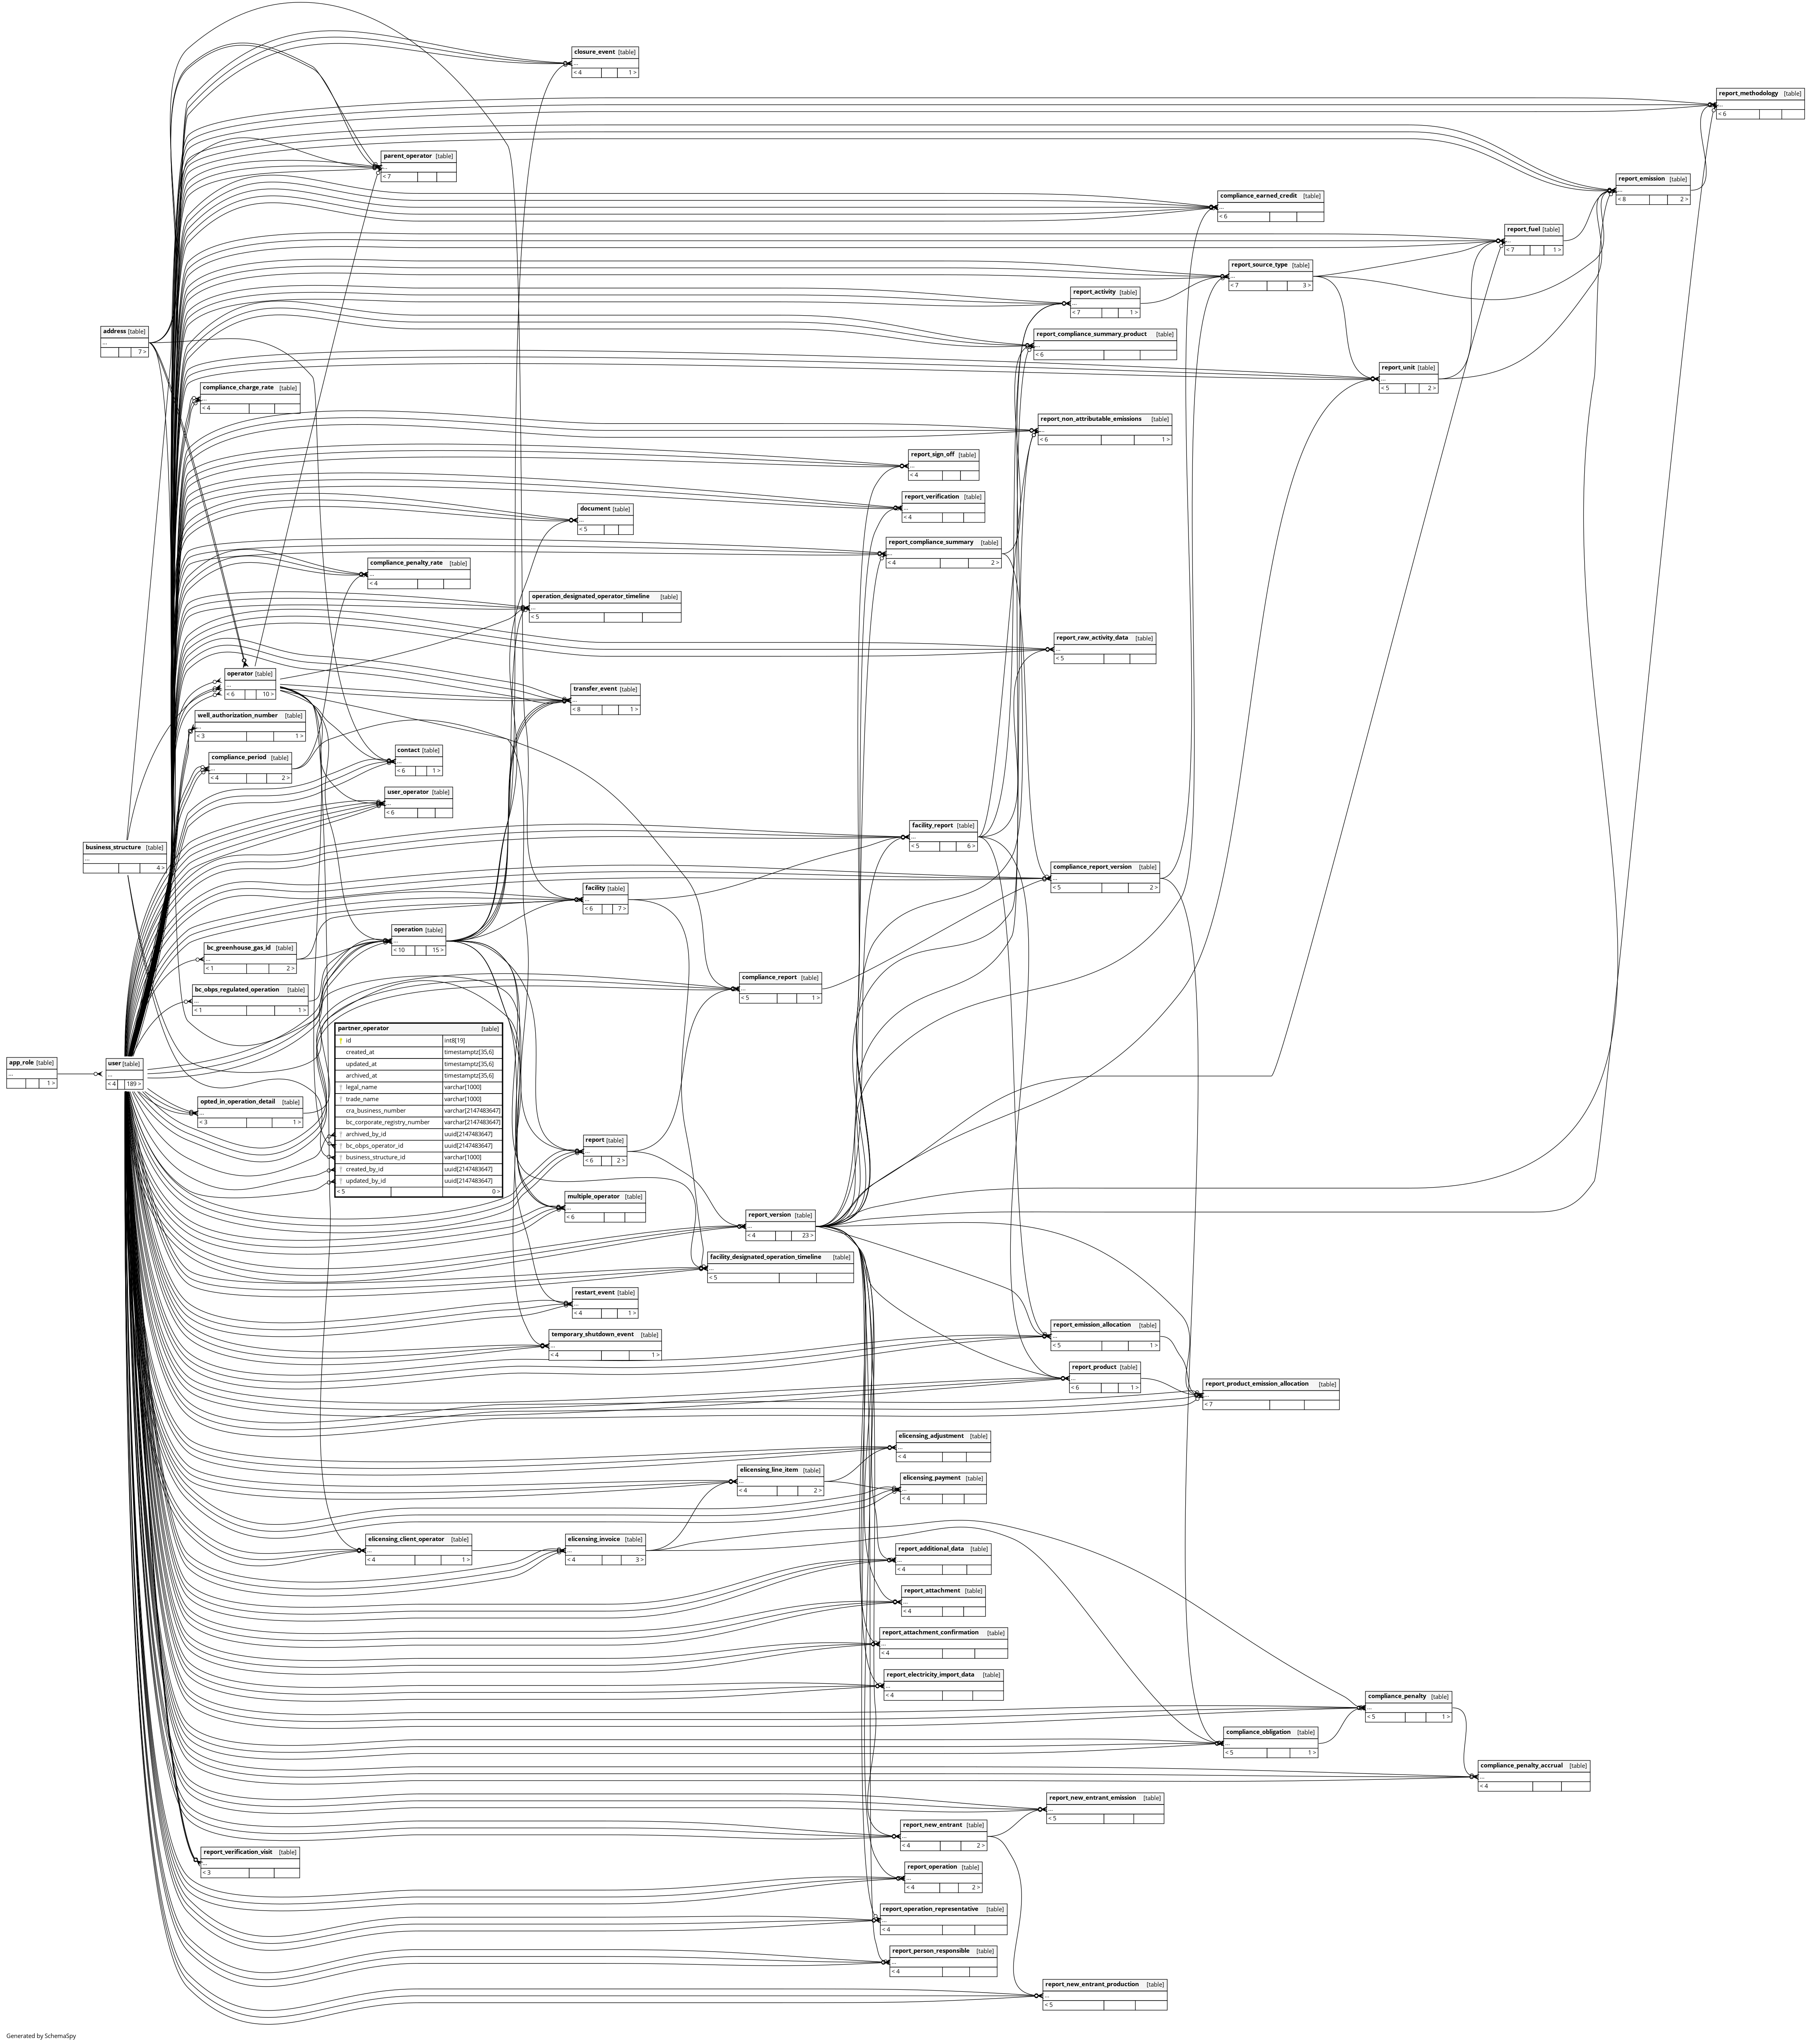 closure_event [table]
...
< 4 1 >
report_methodology [table]
...
< 6
parent_operator [table]
...
< 7
report_emission [table]
...
< 8 2 >
compliance_earned_credit [table]
...
< 6
report_fuel [table]
...
< 7 1 >
report_source_type [table]
...
< 7 3 >
report_activity [table]
...
< 7 1 >
address [table]
...
7 >
report_compliance_summary_product [table]
...
< 6
report_unit [table]
...
< 5 2 >
compliance_charge_rate [table]
...
< 4
report_non_attributable_emissions [table]
...
< 6 1 >
report_sign_off [table]
...
< 4
report_verification [table]
...
< 4
document [table]
...
< 5
report_compliance_summary [table]
...
< 4 2 >
compliance_penalty_rate [table]
...
< 4
operation_designated_operator_timeline [table]
...
< 5
report_raw_activity_data [table]
...
< 5
operator [table]
...
< 6 10 >
transfer_event [table]
...
< 8 1 >
well_authorization_number [table]
...
< 3 1 >
contact [table]
...
< 6 1 >
compliance_period [table]
...
< 4 2 >
user_operator [table]
...
< 6
facility_report [table]
...
< 5 6 >
business_structure [table]
...
4 >
compliance_report_version [table]
...
< 5 2 >
facility [table]
...
< 6 7 >
operation [table]
...
< 10 15 >
bc_greenhouse_gas_id [table]
...
< 1 2 >
compliance_report [table]
...
< 5 1 >
bc_obps_regulated_operation [table]
...
< 1 1 >
partner_operator [table]
id int8[19]
created_at timestamptz[35,6]
updated_at timestamptz[35,6]
archived_at timestamptz[35,6]
legal_name varchar[1000]
trade_name varchar[1000]
cra_business_number varchar[2147483647]
bc_corporate_registry_number varchar[2147483647]
archived_by_id uuid[2147483647]
bc_obps_operator_id uuid[2147483647]
business_structure_id varchar[1000]
created_by_id uuid[2147483647]
updated_by_id uuid[2147483647]
< 5 0 >
app_role [table]
...
1 >
user [table]
...
< 4 189 >
opted_in_operation_detail [table]
...
< 3 1 >
report [table]
...
< 6 2 >
multiple_operator [table]
...
< 6
report_version [table]
...
< 4 23 >
facility_designated_operation_timeline [table]
...
< 5
restart_event [table]
...
< 4 1 >
temporary_shutdown_event [table]
...
< 4 1 >
report_emission_allocation [table]
...
< 5 1 >
report_product [table]
...
< 6 1 >
report_product_emission_allocation [table]
...
< 7
elicensing_adjustment [table]
...
< 4
elicensing_line_item [table]
...
< 4 2 >
elicensing_payment [table]
...
< 4
elicensing_client_operator [table]
...
< 4 1 >
elicensing_invoice [table]
...
< 4 3 >
report_additional_data [table]
...
< 4
report_attachment [table]
...
< 4
report_attachment_confirmation [table]
...
< 4
report_electricity_import_data [table]
...
< 4
compliance_penalty [table]
...
< 5 1 >
compliance_obligation [table]
...
< 5 1 >
compliance_penalty_accrual [table]
...
< 4
report_new_entrant_emission [table]
...
< 5
report_new_entrant [table]
...
< 4 2 >
report_verification_visit [table]
...
< 3
report_operation [table]
...
< 4 2 >
report_operation_representative [table]
...
< 4
report_person_responsible [table]
...
< 4
report_new_entrant_production [table]
...
< 5
Generated by SchemaSpy